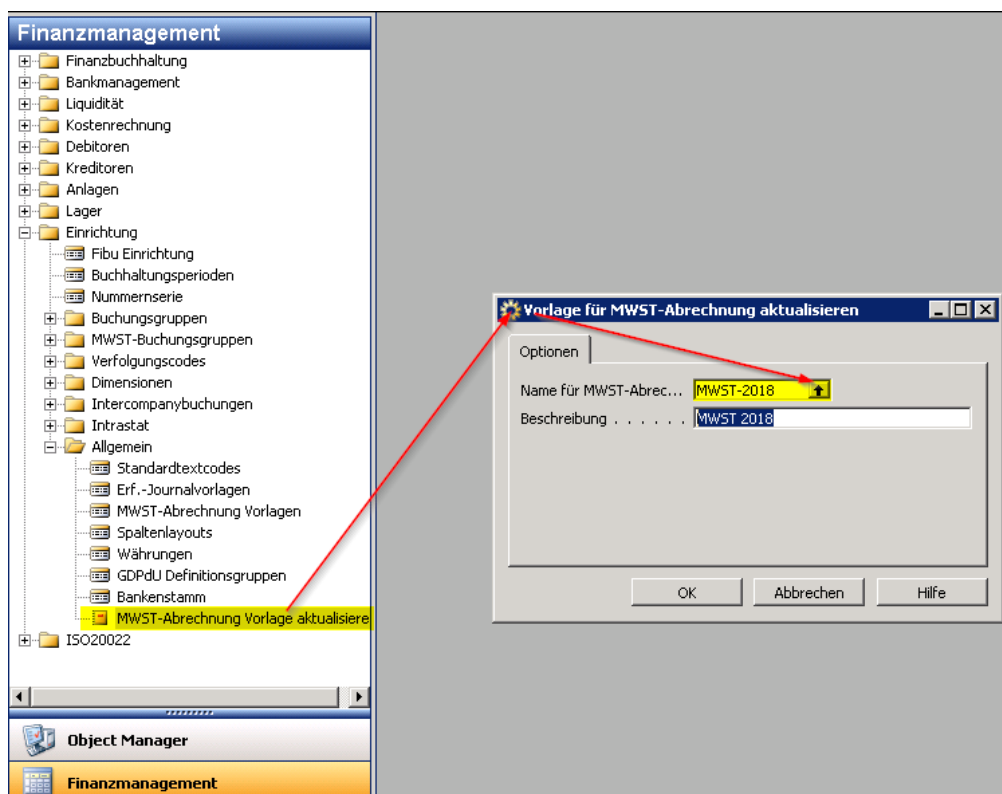 Finanzmanagement
Finanzbuchhaltung
Bankmanagement
Liquidität
Kostenrechnung
Debitoren
Kreditoren
Anlagen
Lager
Einrichtung
Fibu Einrichtung
Buchhaltungsperioden
Nummernserie
Buchungsgruppen
MWST-Buchungsgruppen
Verfolgungscodes
Dimensionen
Intercompanybuchungen
Intrastat
Allgemein
Standardtextcodes
Erf.-Journalvorlagen
MWST-Abrechnung Vorlagen
Spaltenlayouts
Währungen
GDPdU Definitionsgruppen
Bankenstamm
MWST-Abrechnung Vorlage aktualisiere
ISO20022
Object Manager
Finanzmanagement
Vorlage für MWST-Abrechnung aktualisieren
Optionen
Name für MWST-Abrec... MWST-2018
Beschreibung . . . . . . MWST 2018
OK Abbrechen Hilfe